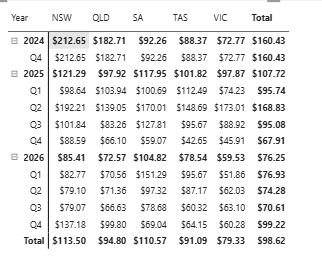 Year NSW QLD SA TAS VIC Total
2024 $212.65 $182.71 $92.26 $88.37 $72.77 $160.43
Q4 $212.65 $182.71 $92.26 $88.37 $72.77 $160.43
2025 $121.29 $97.92 $117.95 $101.82 $97.87 $107.72
Q1 $98.64 $103.94 $100.69 $112.49 $74.23 $95.74
Q2 $192.21 $139.05 $170.01 $148.69 $173.01 $168.83
Q3 $101.84 $83.26 $127.81 $95.67 $88.92 $95.08
Q4 $88.59 $66.10 $59.07 $42.65 $45.91 $67.91
2026 $85.41 $72.57 $104.82 $78.54 $59.53 $76.25
Q1 $82.77 $70.56 $151.29 $95.67 $51.86 $76.93
Q2 $79.10 $71.36 $97.32 $87.17 $62.03 $74.28
Q3 $79.07 $66.63 $78.68 $60.32 $63.10 $70.61
Q4 $137.18 $99.80 $69.04 $64.15 $60.28 $99.22
Total $113.50 $94.80 $110.57 $91.09 $79.33 $98.62